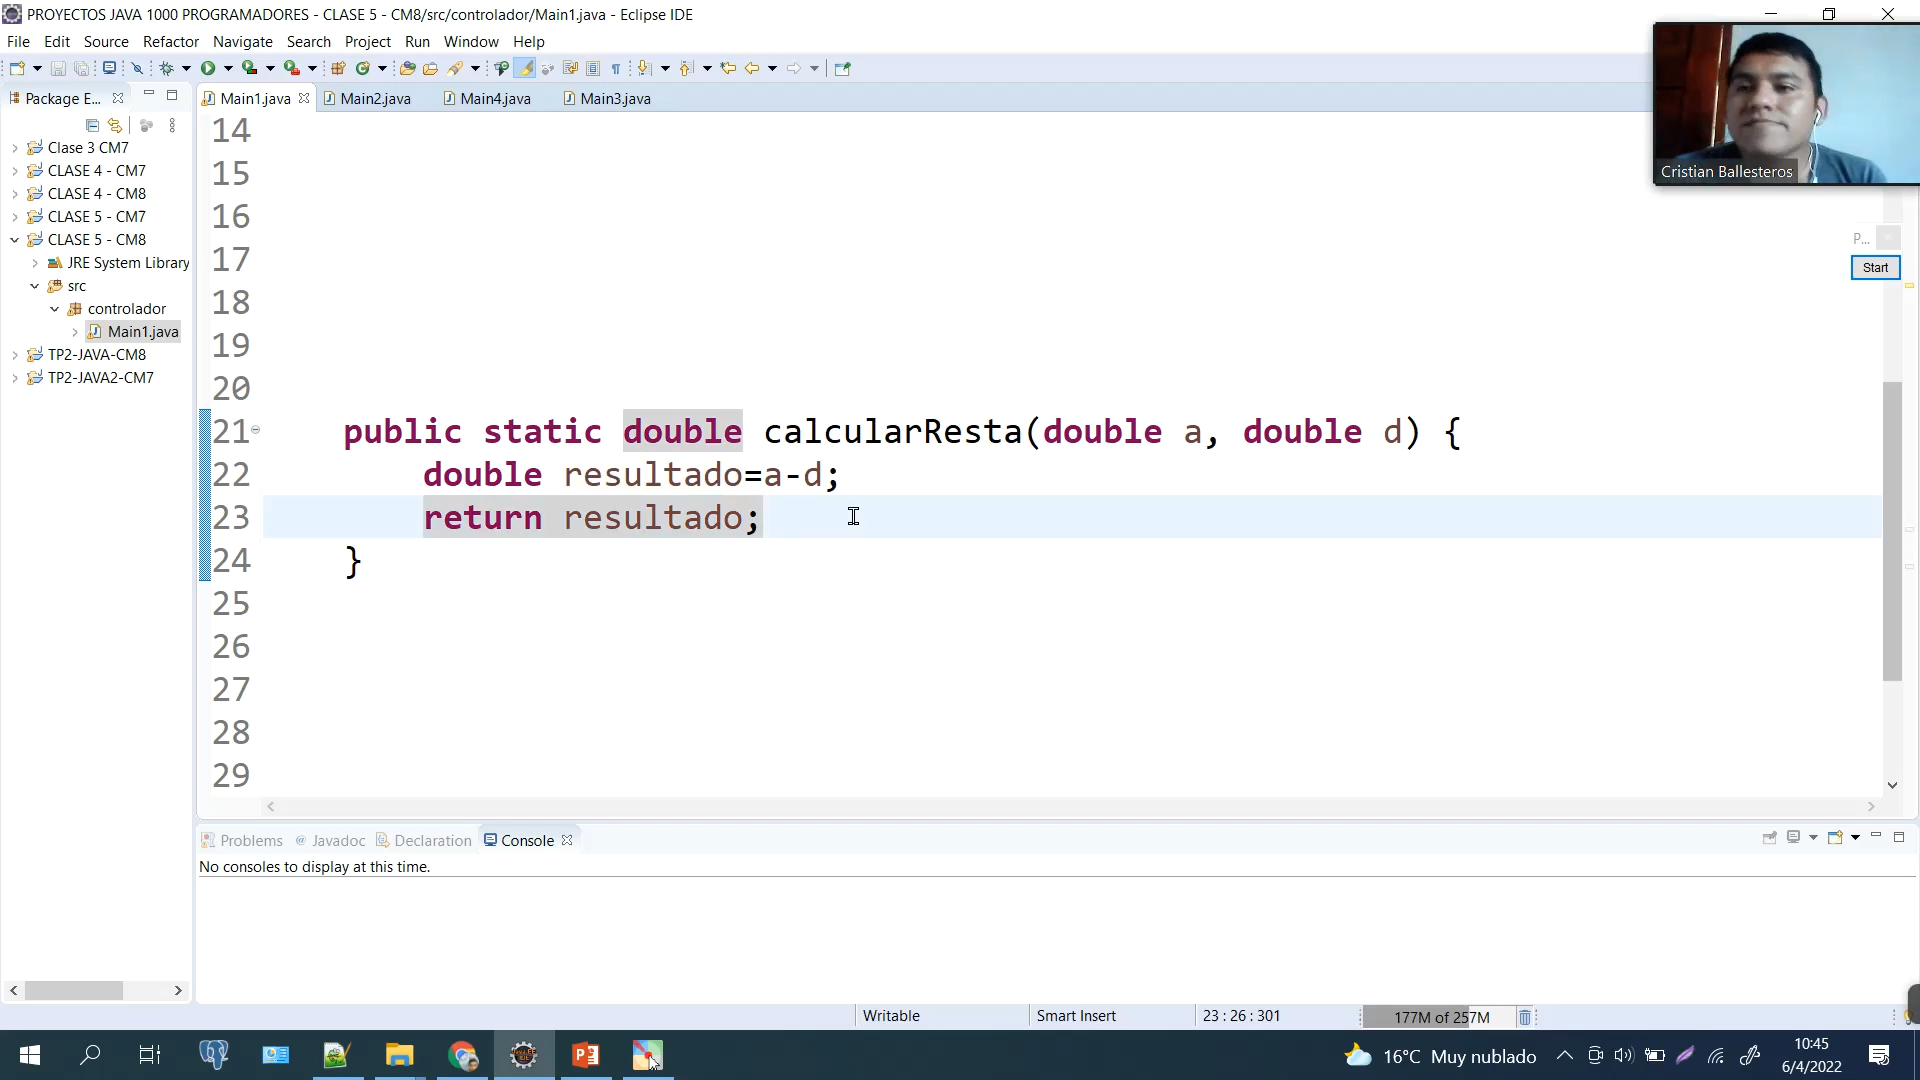 PROYECTOS JAVA 1000 PROGRAMADORES - CLASE 5 - CM8/src/controlador/Main1.java - Eclipse IDE
File Edit Source Refactor Navigate Search Project Run Window Help
Package E...
Main1.java Main2.java Main4.java Main3.java
Clase 3 CM7
CLASE 4 - CM7
CLASE 4 - CM8
CLASE 5 - CM7
CLASE 5 - CM8
JRE System Library
src
controlador
Main1.java
TP2-JAVA-CM8
TP2-JAVA2-CM7
14
15
16
17
18
19
20
21 public static double calcularResta(double a, double d) {
22 double resultado=a-d;
23 return resultado;
24 }
25
26
27
28
29
Cristian Ballesteros
P...
Start
Problems Javadoc Declaration Console
No consoles to display at this time.
Writable Smart Insert 23 : 26 : 301 177M of 257M
16°C Muy nublado
10:45
6/4/2022